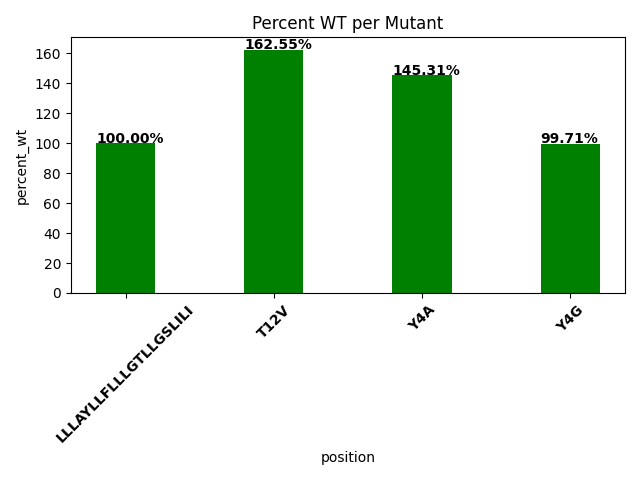 Percent WT per Mutant
percent_wt
160
140
120
100
80
60
40
20
0
100.00%
162.55%
145.31%
99.71%
LLLAYLLFLLLGTLLGSLILI
T12V
Y4A
Y4G
position